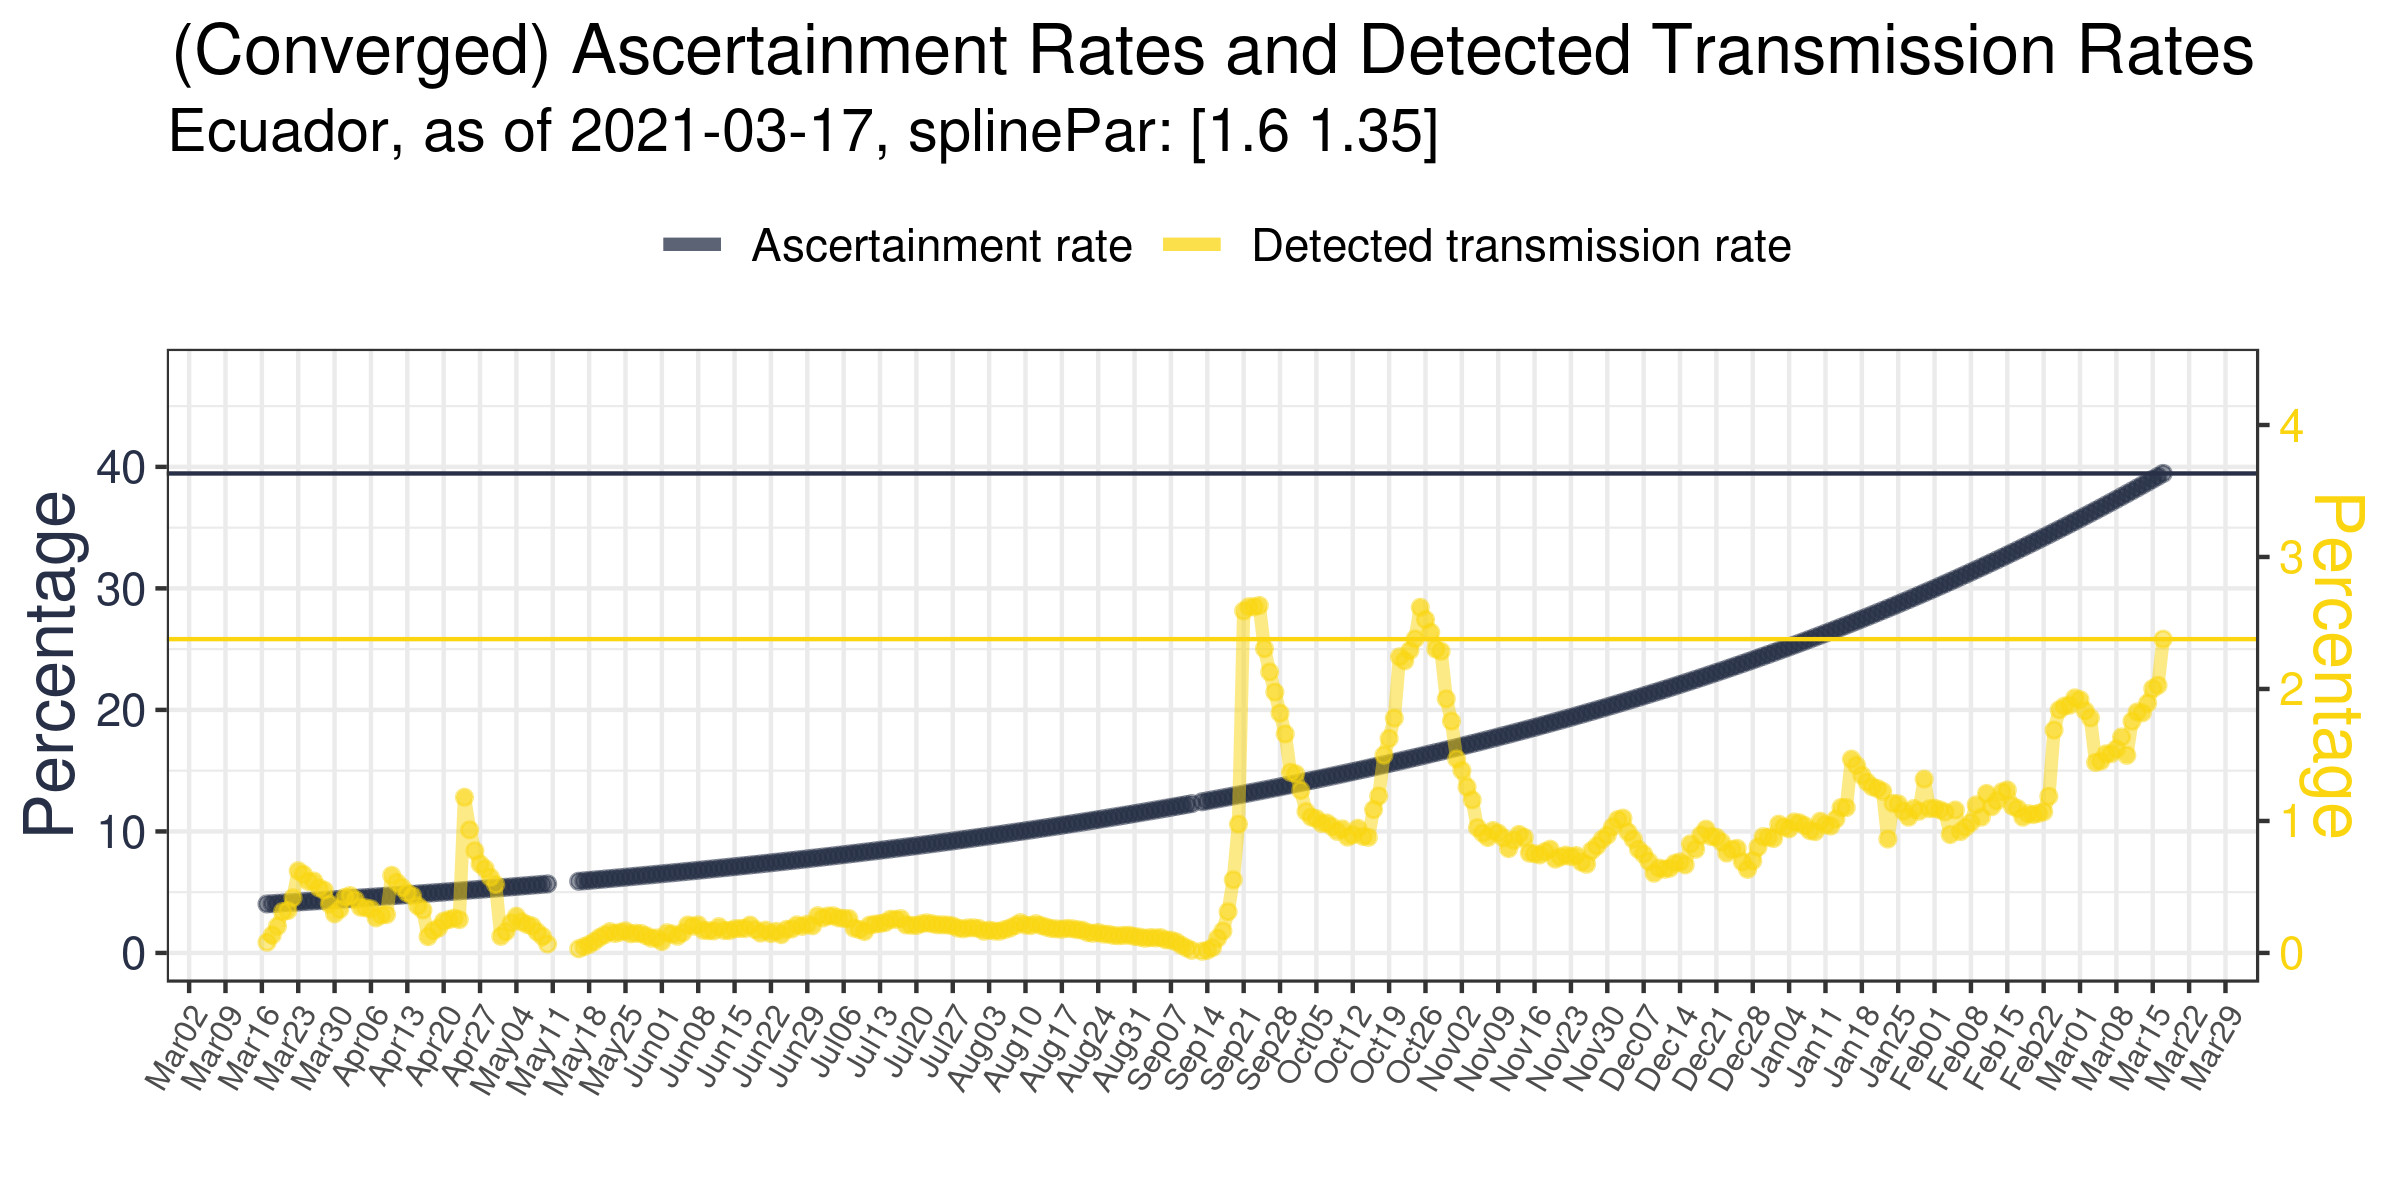 (Converged) Ascertainment Rates and Detected Transmission Rates
Ecuador, as of 2021-03-17, splinePar: [1.6 1.35]
Ascertainment rate
Detected transmission rate
Percentage
40
30
20
10
0
4
3
2
1
0
Percentage
Mar02
Mar09
Mar16
Mar23
Mar30
Apr06
Apr13
Apr20
Apr27
May04
May11
May18
May25
Jun01
Jun08
Jun15
Jun22
Jun29
Jul06
Jul13
Jul20
Jul27
Aug03
Aug10
Aug17
Aug24
Aug31
Sep07
Sep14
Sep21
Sep28
Oct05
Oct12
Oct19
Oct26
Nov02
Nov09
Nov16
Nov23
Nov30
Dec07
Dec14
Dec21
Dec28
Jan04
Jan11
Jan18
Jan25
Feb01
Feb08
Feb15
Feb22
Mar01
Mar08
Mar15
Mar22
Mar29